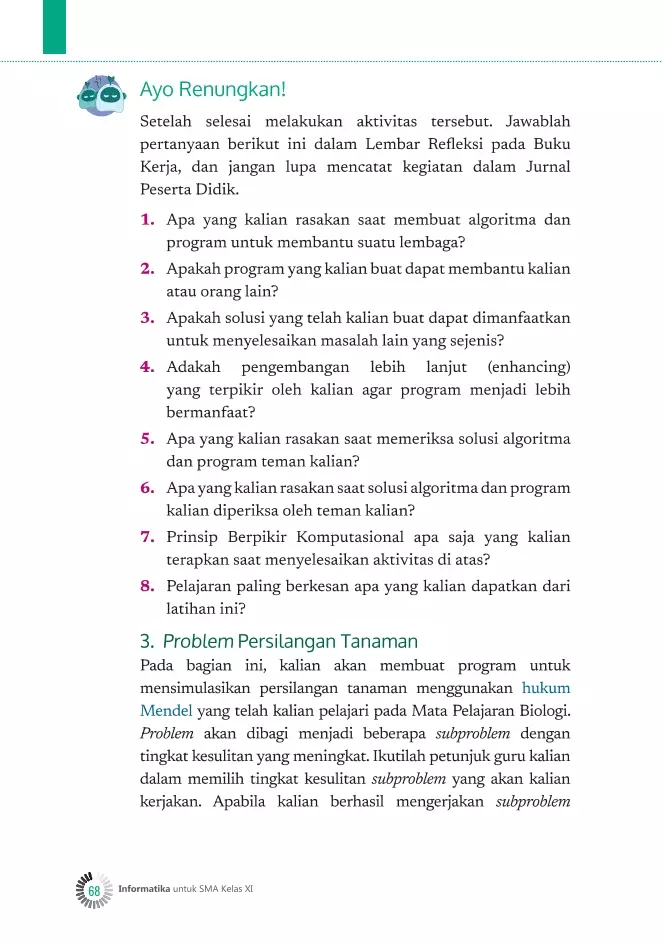 Ayo Renungkan!
Setelah selesai melakukan aktivitas tersebut. Jawablah
pertanyaan berikut ini dalam Lembar Refleksi pada Buku
Kerja, dan jangan lupa mencatat kegiatan dalam Jurnal
Peserta Didik.
1. Apa yang kalian rasakan saat membuat algoritma dan
program untuk membantu suatu lembaga?
2. Apakah program yang kalian buat dapat membantu kalian
atau orang lain?
3. Apakah solusi yang telah kalian buat dapat dimanfaatkan
untuk menyelesaikan masalah lain yang sejenis?
4. Adakah pengembangan lebih lanjut (enhancing)
yang terpikir oleh kalian agar program menjadi lebih
bermanfaat?
5. Apa yang kalian rasakan saat memeriksa solusi algoritma
dan program teman kalian?
6. Apa yang kalian rasakan saat solusi algoritma dan program
kalian diperiksa oleh teman kalian?
7. Prinsip Berpikir Komputasional apa saja yang kalian
terapkan saat menyelesaikan aktivitas di atas?
8. Pelajaran paling berkesan apa yang kalian dapatkan dari
latihan ini?
3. Problem Persilangan Tanaman
Pada bagian ini, kalian akan membuat program untuk
mensimulasikan persilangan tanaman menggunakan hukum
Mendel yang telah kalian pelajari pada Mata Pelajaran Biologi.
Problem akan dibagi menjadi beberapa subproblem dengan
tingkat kesulitan yang meningkat. Ikutilah petunjuk guru kalian
dalam memilih tingkat kesulitan subproblem yang akan kalian
kerjakan. Apabila kalian berhasil mengerjakan subproblem
68 Informatika untuk SMA Kelas XI